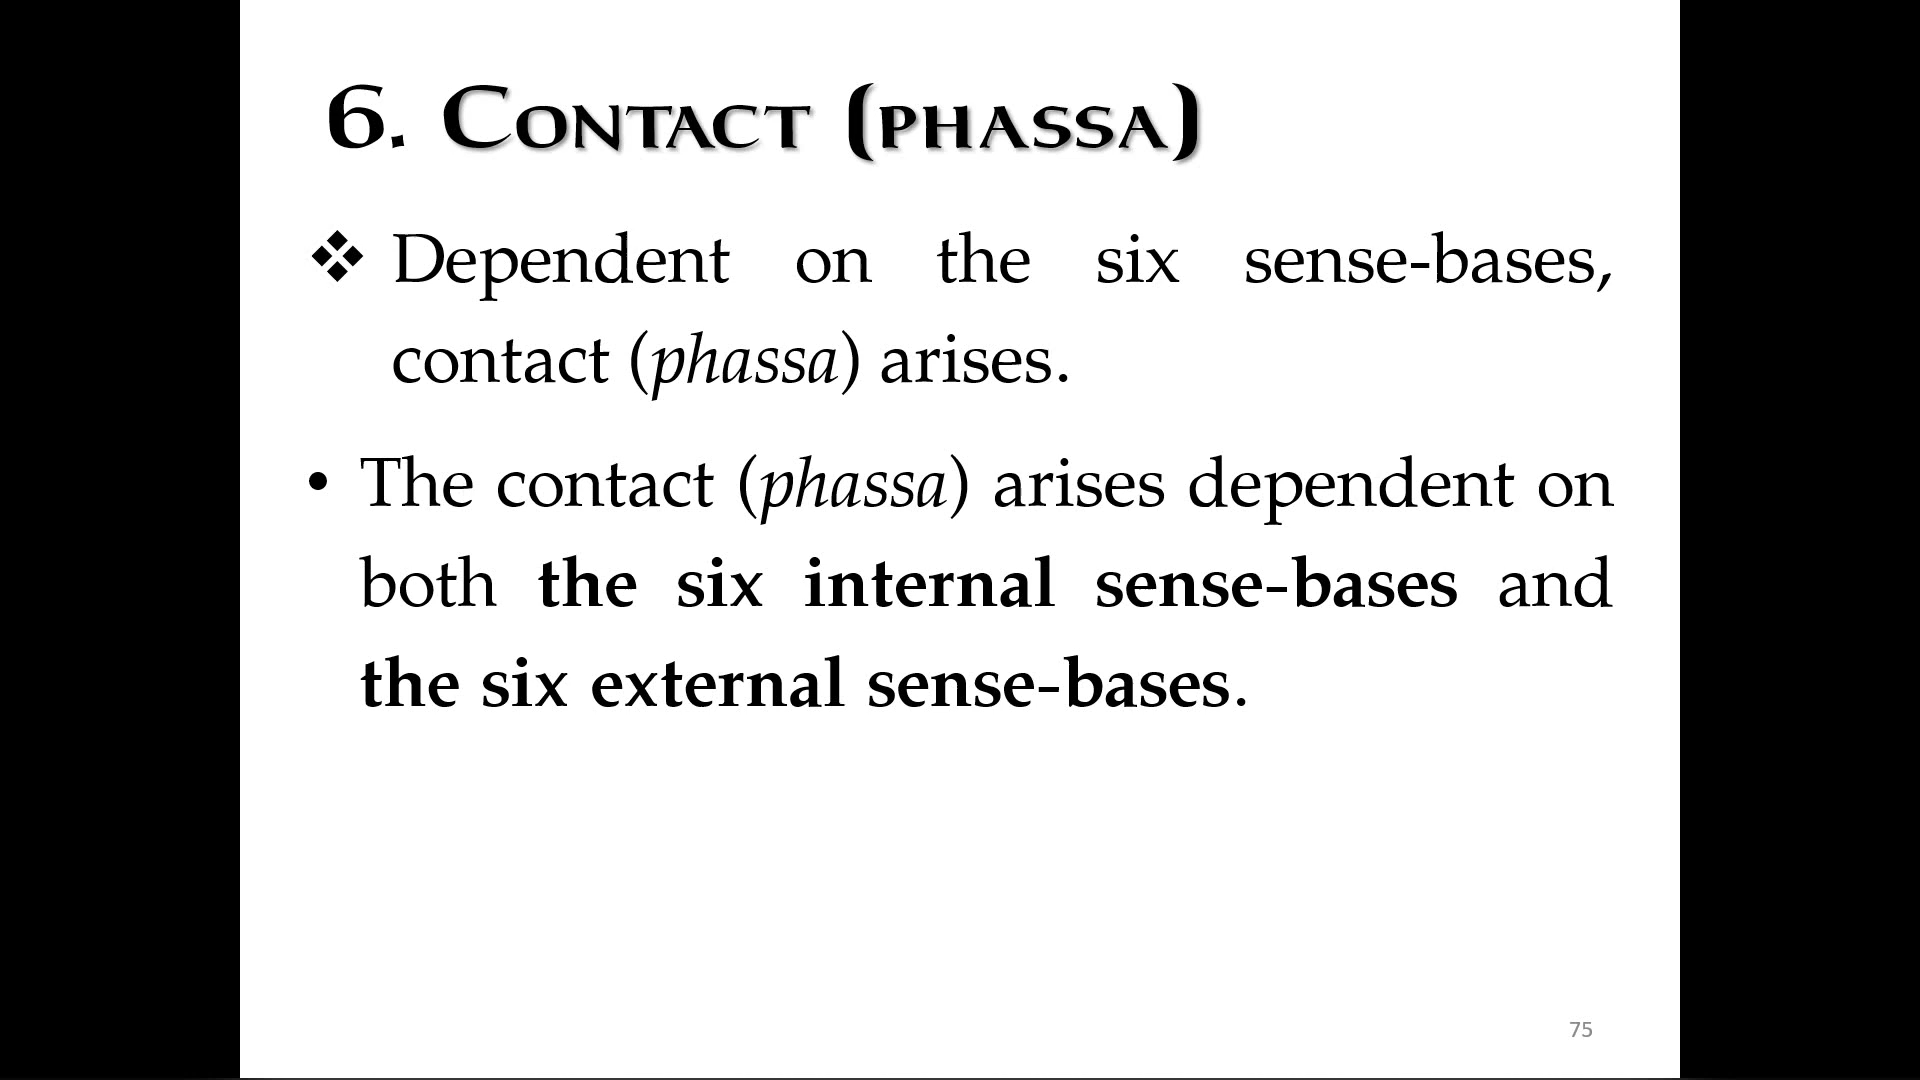 6. Contact (phassa)
❖ Dependent on the six sense-bases,
contact (phassa) arises.
• The contact (phassa) arises dependent on
both the six internal sense-bases and
the six external sense-bases.
75